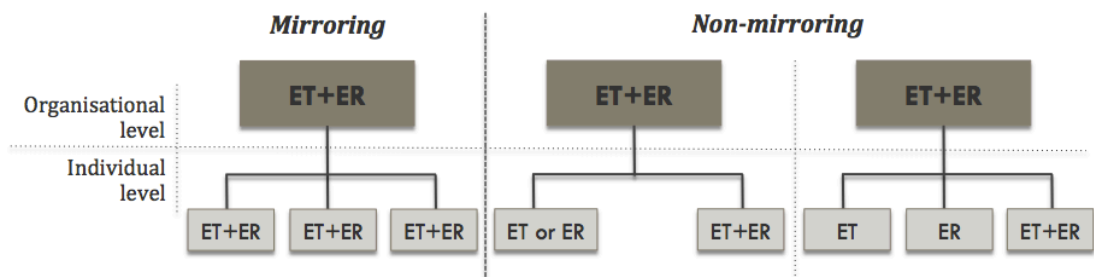 Mirroring
Non-mirroring
Organisational
level
ET+ER
ET+ER
ET+ER
Individual
level
ET+ER
ET+ER
ET+ER
ET or ER
ET+ER
ET
ER
ET+ER